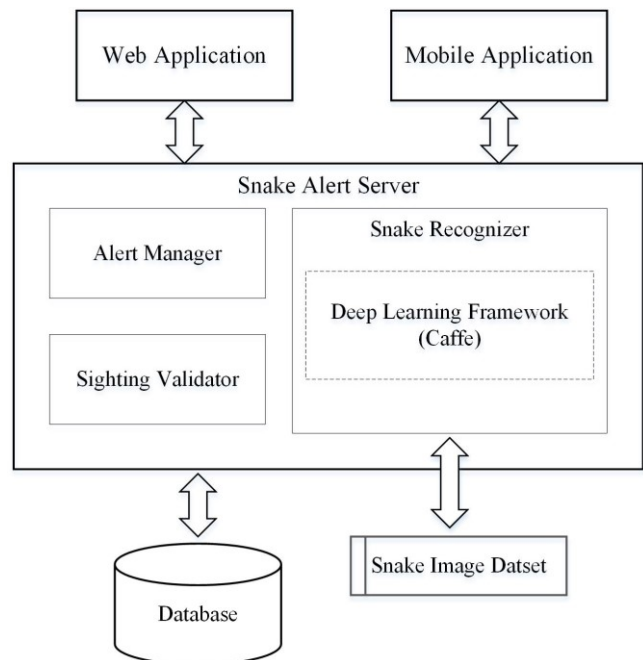 Web Application
Mobile Application
Snake Alert Server
Alert Manager
Snake Recognizer
Deep Learning Framework
(Caffe)
Sighting Validator
Snake Image Datset
Database